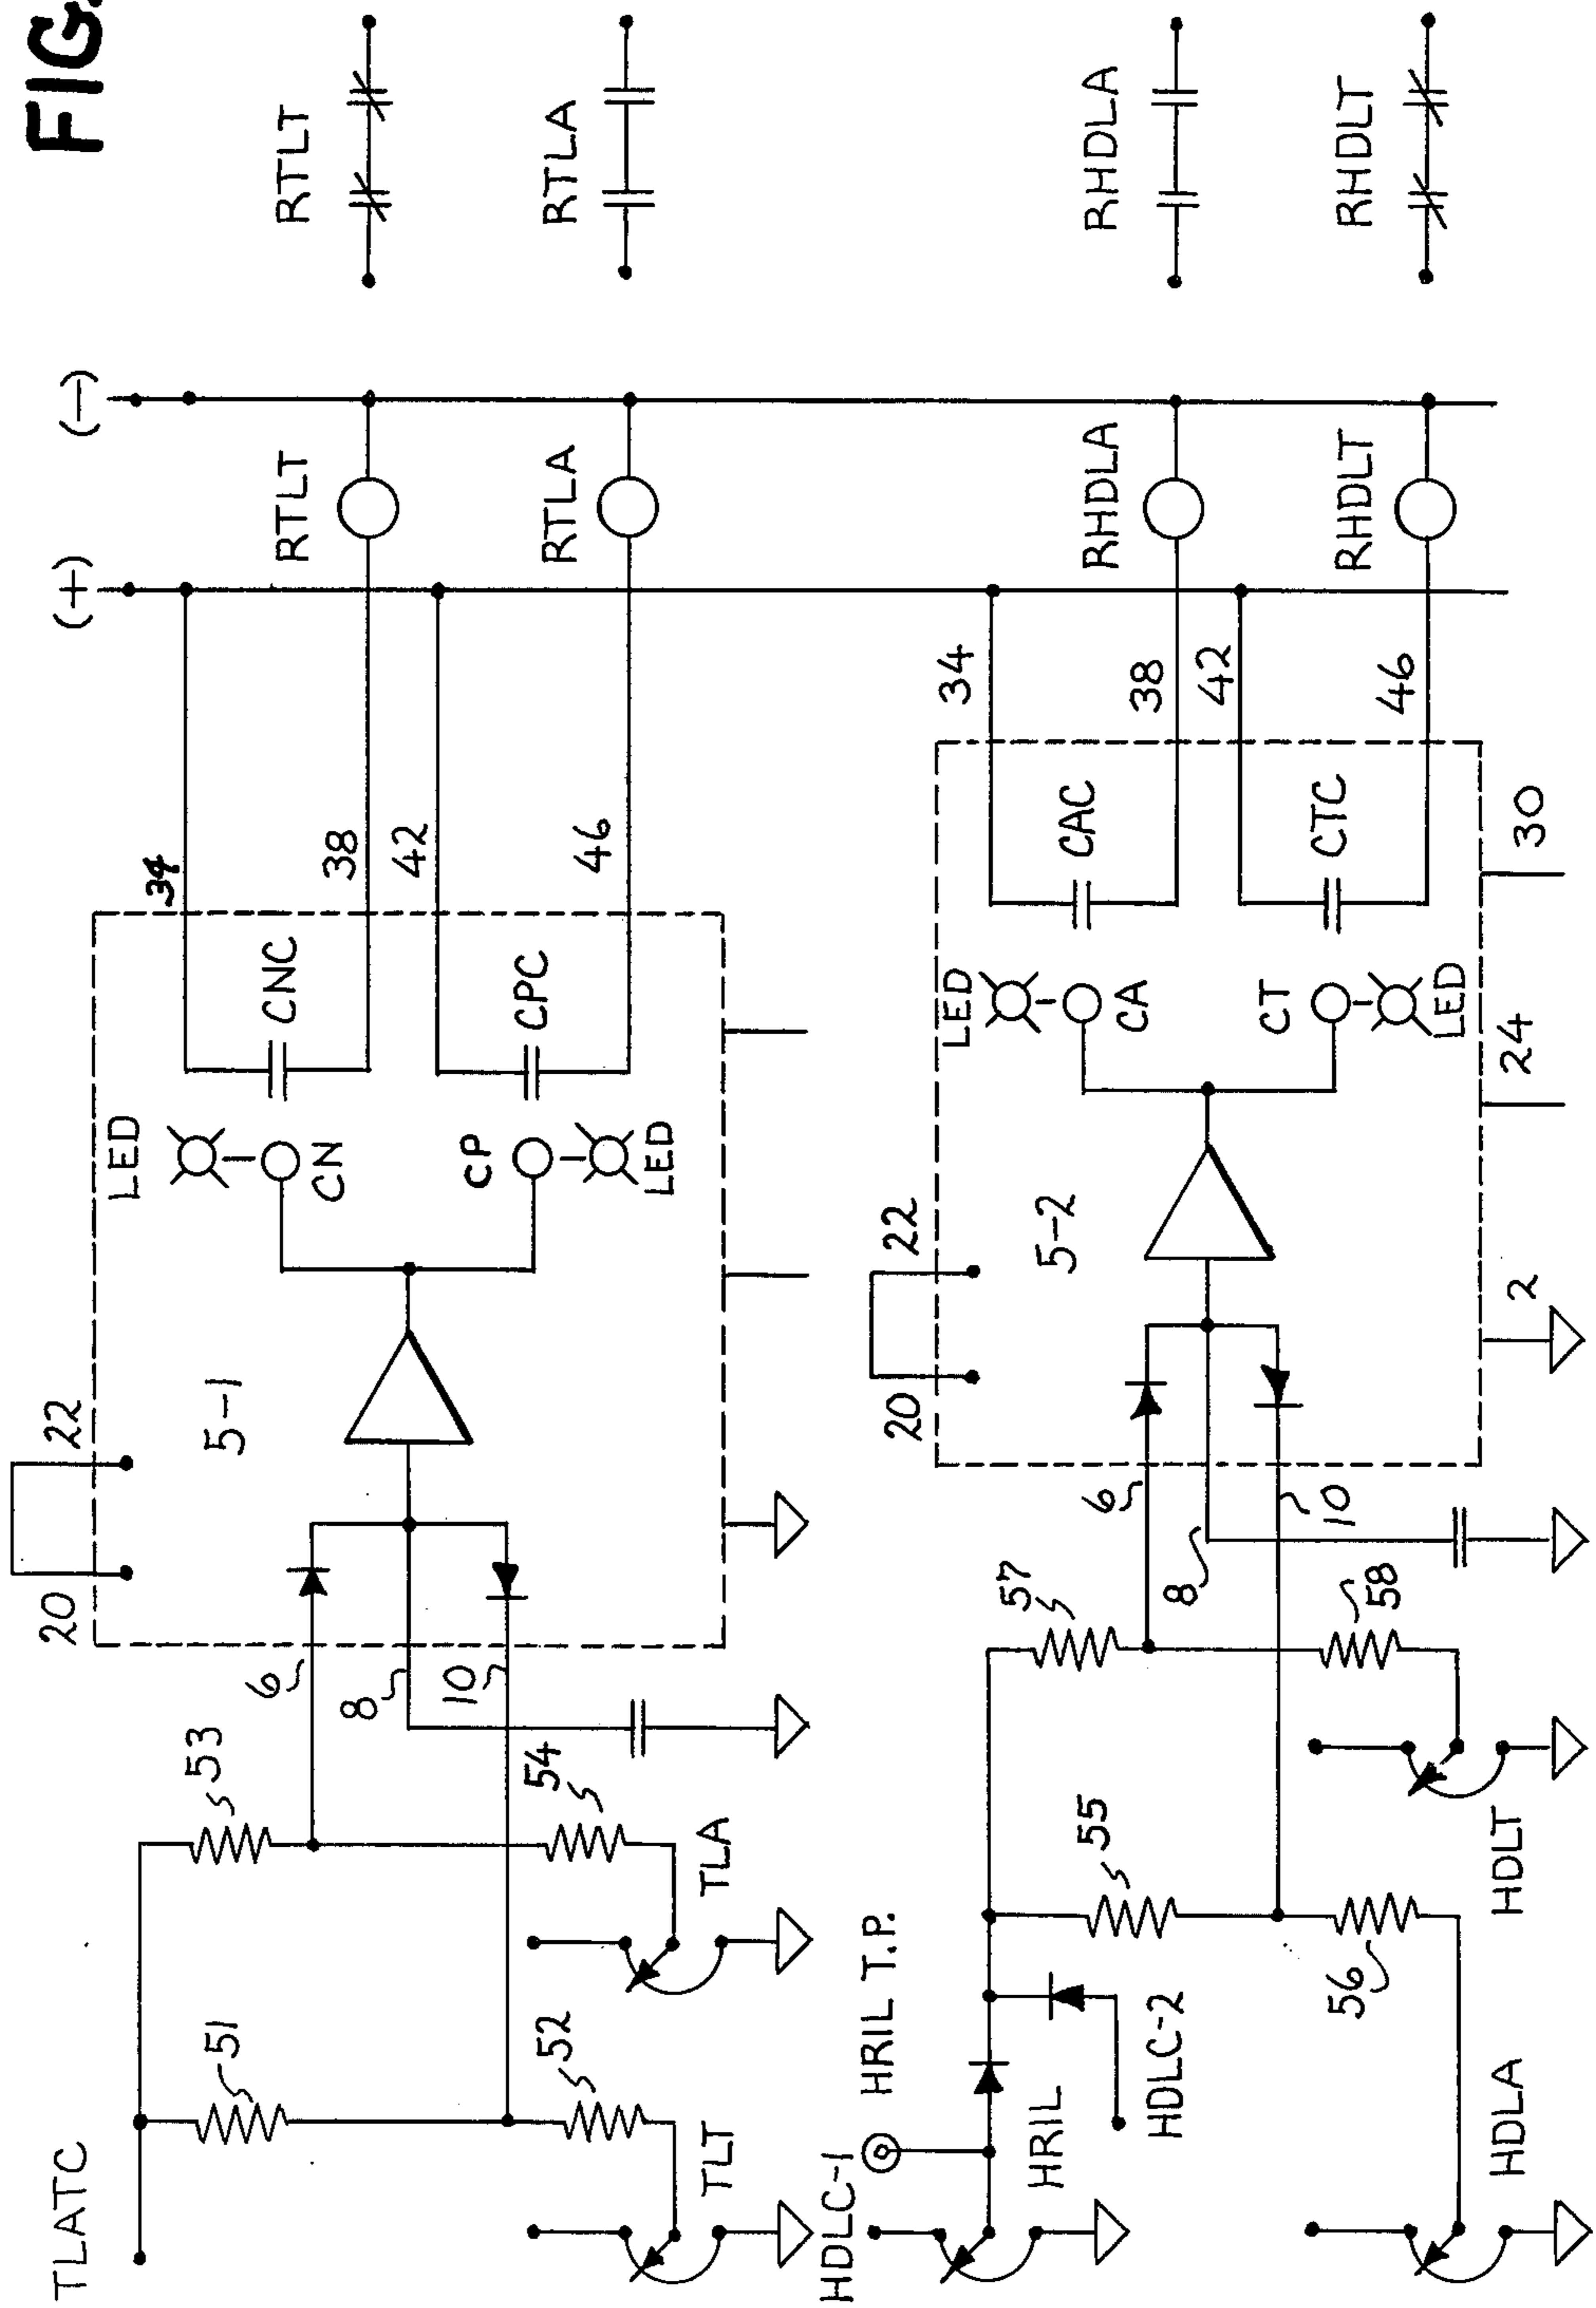 FIG.
RTLT
RTLA
RHDLA
RHDLT
(-)
(+)
RTLT
RTLA
RHDLA
RHDLT
34
38
42
46
34
38
42
46
CNC
CPC
CAC
CTC
LED
CN
CP
LED
LED
CA
CT
LED
20
22
5-1
20
22
5-2
24
30
2
6
8
10
6
8
10
TLATC
51
52
53
54
TLT
TLA
HDLC-1
HRIL T.P.
HRIL
HDLC-2
55
56
57
58
HDLA
HDLT